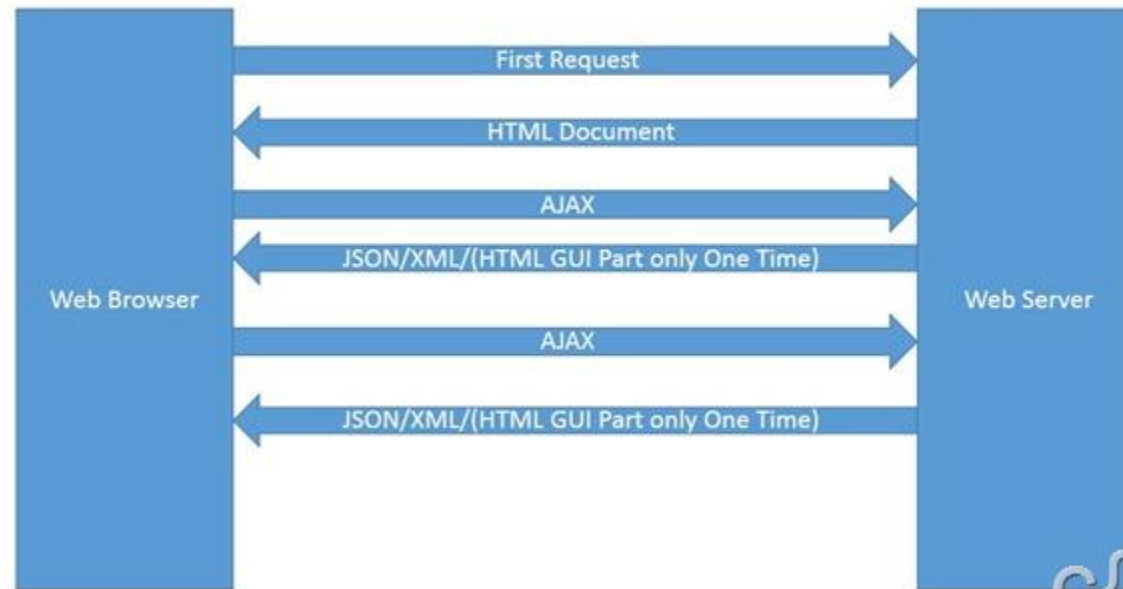 First Request
HTML Document
AJAX
JSON/XML/(HTML GUI Part only One Time)
Web Browser
Web Server
AJAX
JSON/XML/(HTML GUI Part only One Time)